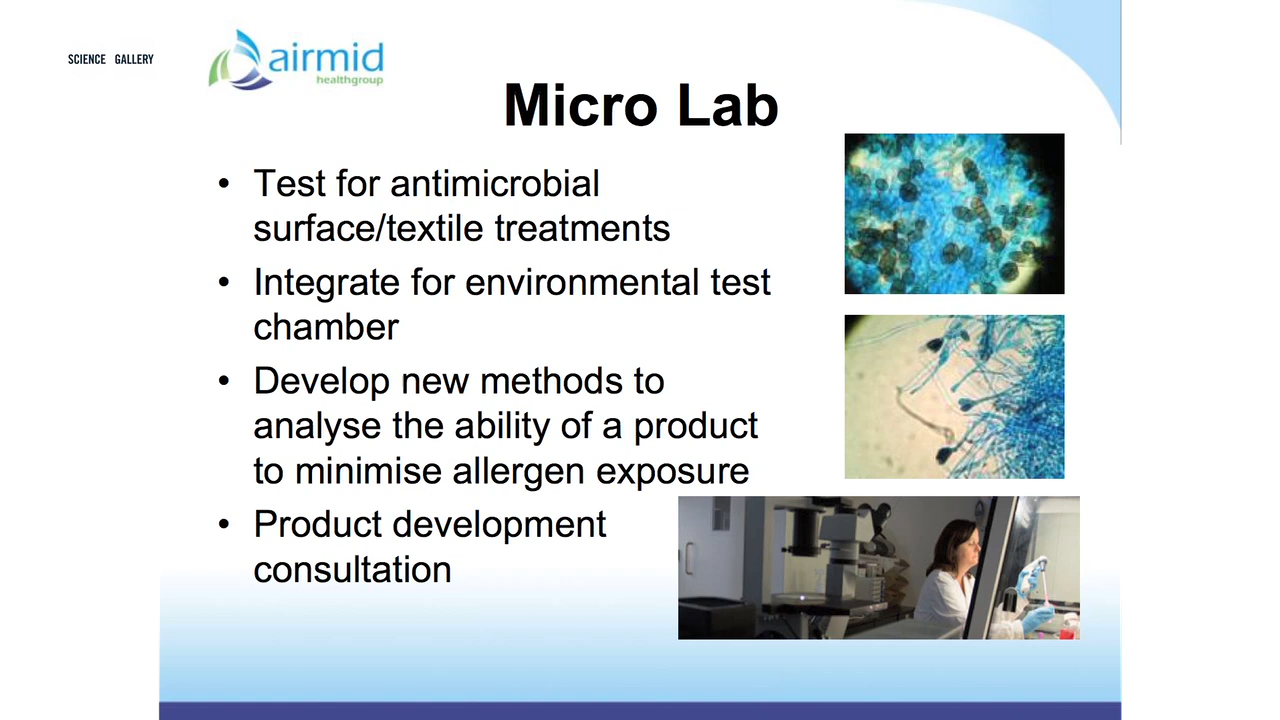 SCIENCE GALLERY
airmid
healthgroup
Micro Lab
• Test for antimicrobial
surface/textile treatments
• Integrate for environmental test
chamber
• Develop new methods to
analyse the ability of a product
to minimise allergen exposure
• Product development
consultation